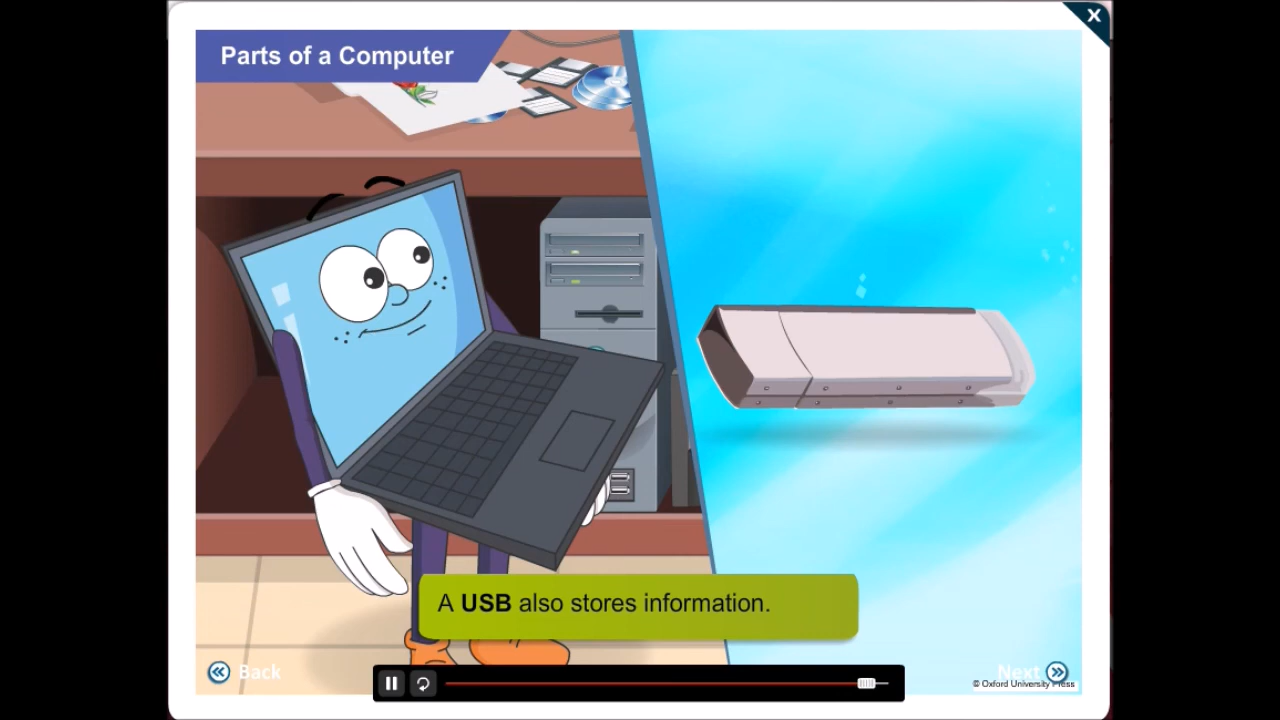 X
Parts of a Computer
A USB also stores information.
Back
Next
© Oxford University Press